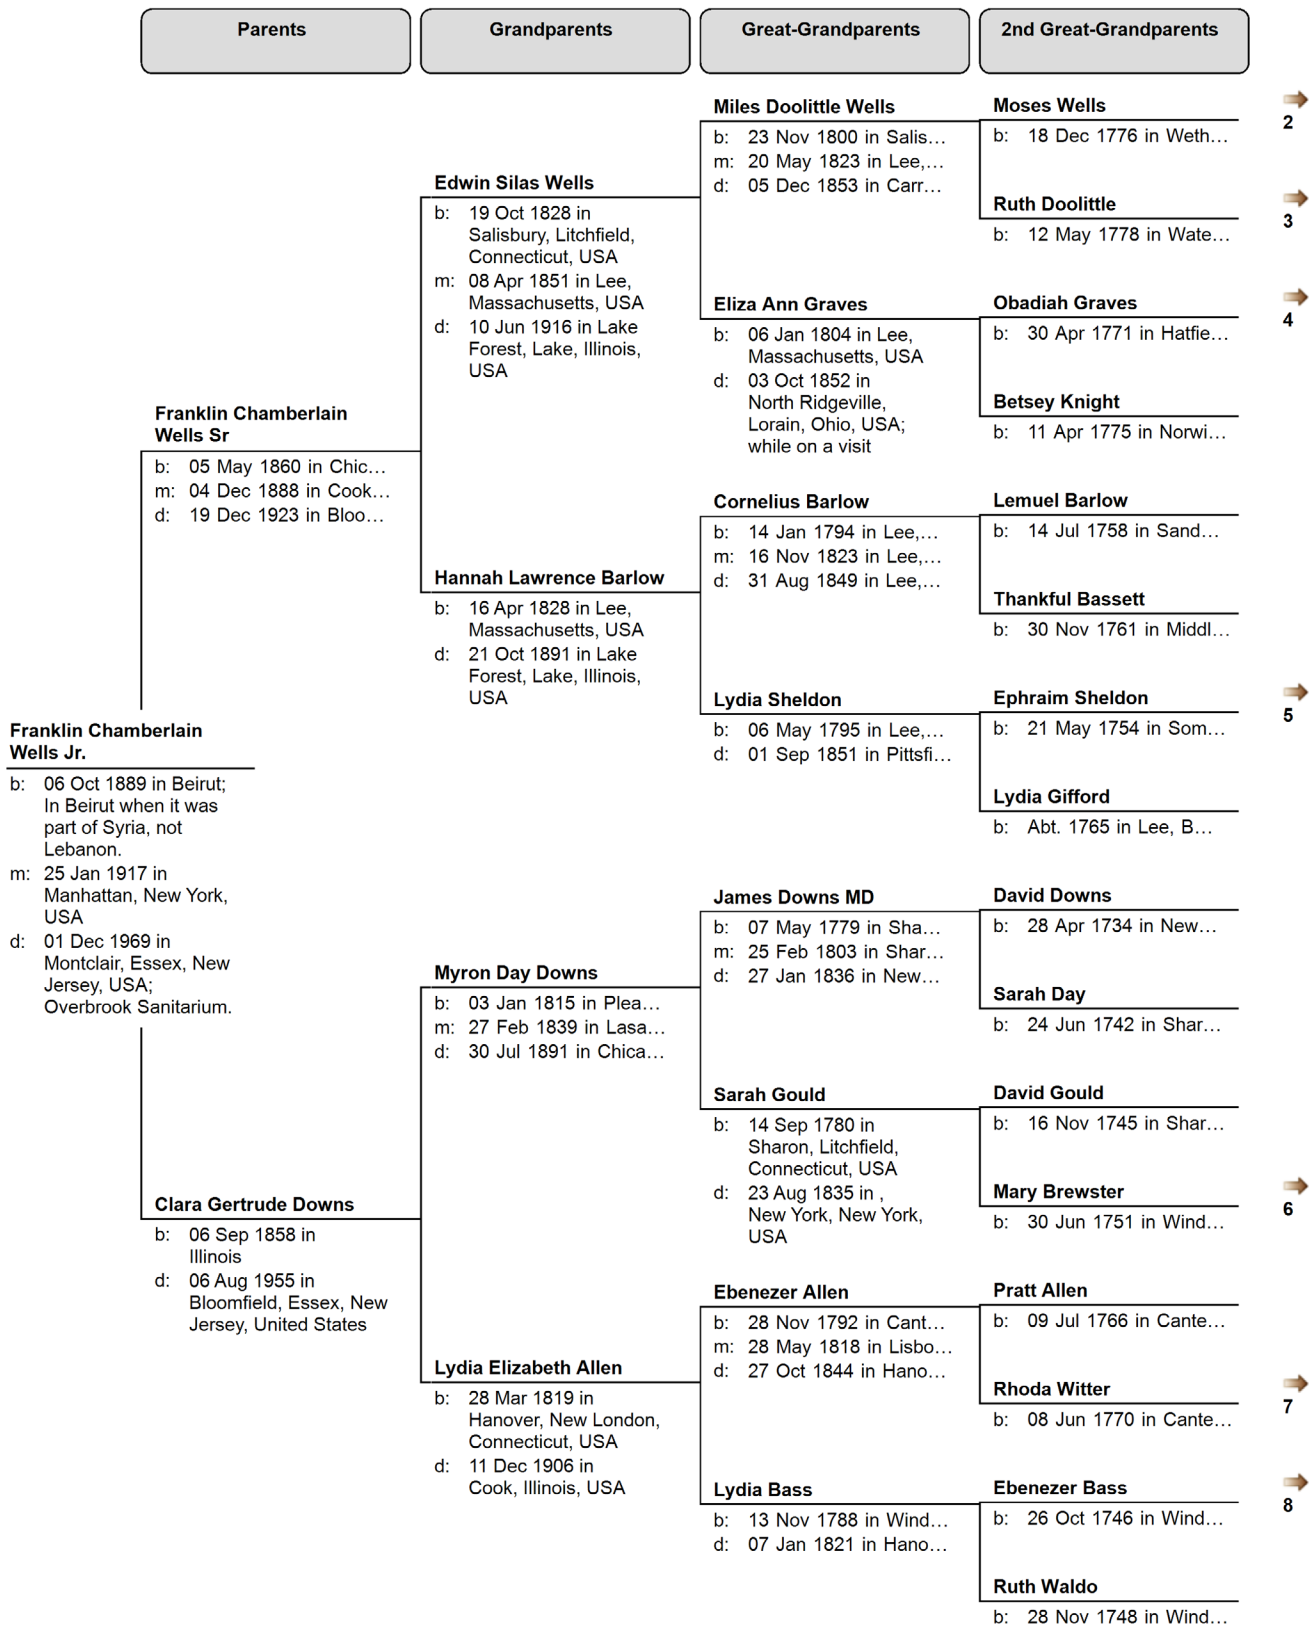 Parents
Grandparents
Great-Grandparents
2nd Great-Grandparents
Franklin Chamberlain
Wells Jr.
b: 06 Oct 1889 in Beirut;
In Beirut when it was
part of Syria, not
Lebanon.
m: 25 Jan 1917 in
Manhattan, New York,
USA
d: 01 Dec 1969 in
Montclair, Essex, New
Jersey, USA;
Overbrook Sanitarium.
Franklin Chamberlain
Wells Sr
b: 05 May 1860 in Chic…
m: 04 Dec 1888 in Cook…
d: 19 Dec 1923 in Bloo…
Clara Gertrude Downs
b: 06 Sep 1858 in
Illinois
d: 06 Aug 1955 in
Bloomfield, Essex, New
Jersey, United States
Edwin Silas Wells
b: 19 Oct 1828 in
Salisbury, Litchfield,
Connecticut, USA
m: 08 Apr 1851 in Lee,
Massachusetts, USA
d: 10 Jun 1916 in Lake
Forest, Lake, Illinois,
USA
Hannah Lawrence Barlow
b: 16 Apr 1828 in Lee,
Massachusetts, USA
d: 21 Oct 1891 in Lake
Forest, Lake, Illinois,
USA
Myron Day Downs
b: 03 Jan 1815 in Plea…
m: 27 Feb 1839 in Lasa…
d: 30 Jul 1891 in Chica…
Lydia Elizabeth Allen
b: 28 Mar 1819 in
Hanover, New London,
Connecticut, USA
d: 11 Dec 1906 in
Cook, Illinois, USA
Miles Doolittle Wells
b: 23 Nov 1800 in Salis…
m: 20 May 1823 in Lee,…
d: 05 Dec 1853 in Carr…
Eliza Ann Graves
b: 06 Jan 1804 in Lee,
Massachusetts, USA
d: 03 Oct 1852 in
North Ridgeville,
Lorain, Ohio, USA;
while on a visit
Cornelius Barlow
b: 14 Jan 1794 in Lee,…
m: 16 Nov 1823 in Lee,…
d: 31 Aug 1849 in Lee,…
Lydia Sheldon
b: 06 May 1795 in Lee,…
d: 01 Sep 1851 in Pittsfi…
James Downs MD
b: 07 May 1779 in Sha…
m: 25 Feb 1803 in Shar…
d: 27 Jan 1836 in New…
Sarah Gould
b: 14 Sep 1780 in
Sharon, Litchfield,
Connecticut, USA
d: 23 Aug 1835 in ,
New York, New York,
USA
Ebenezer Allen
b: 28 Nov 1792 in Cant…
m: 28 May 1818 in Lisbo…
d: 27 Oct 1844 in Hano…
Lydia Bass
b: 13 Nov 1788 in Wind…
d: 07 Jan 1821 in Hano…
Moses Wells
b: 18 Dec 1776 in Weth…
2
Ruth Doolittle
b: 12 May 1778 in Wate…
3
Obadiah Graves
b: 30 Apr 1771 in Hatfie…
4
Betsey Knight
b: 11 Apr 1775 in Norwi…
Lemuel Barlow
b: 14 Jul 1758 in Sand…
Thankful Bassett
b: 30 Nov 1761 in Middl…
Ephraim Sheldon
b: 21 May 1754 in Som…
5
Lydia Gifford
b: Abt. 1765 in Lee, B…
David Downs
b: 28 Apr 1734 in New…
Sarah Day
b: 24 Jun 1742 in Shar…
David Gould
b: 16 Nov 1745 in Shar…
Mary Brewster
b: 30 Jun 1751 in Wind…
6
Pratt Allen
b: 09 Jul 1766 in Cante…
Rhoda Witter
b: 08 Jun 1770 in Cante…
7
Ebenezer Bass
b: 26 Oct 1746 in Wind…
8
Ruth Waldo
b: 28 Nov 1748 in Wind…